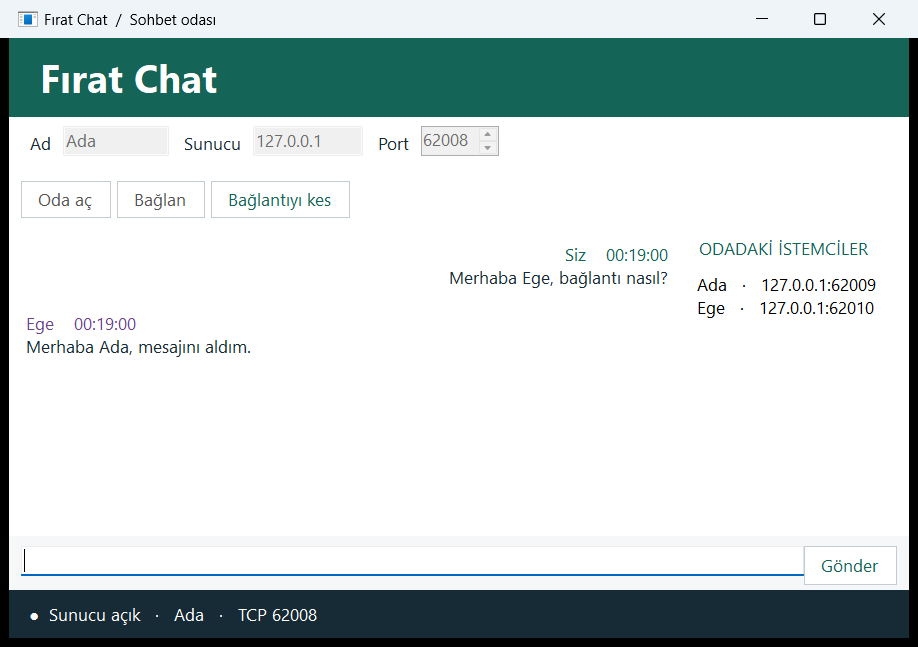 Fırat Chat / Sohbet odası
Fırat Chat
Ad Ada Sunucu 127.0.0.1 Port 62008
Oda aç Bağlan Bağlantıyı kes
Siz 00:19:00
Merhaba Ege, bağlantı nasıl?
Ege 00:19:00
Merhaba Ada, mesajını aldım.
ODADAKİ İSTEMCİLER
Ada · 127.0.0.1:62009
Ege · 127.0.0.1:62010
Gönder
● Sunucu açık · Ada · TCP 62008